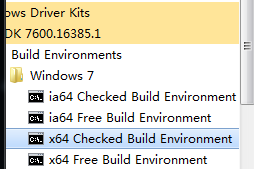 ows Driver Kits
DK 7600.16385.1
Build Environments
Windows 7
ia64 Checked Build Environment
ia64 Free Build Environment
x64 Checked Build Environment
x64 Free Build Environment